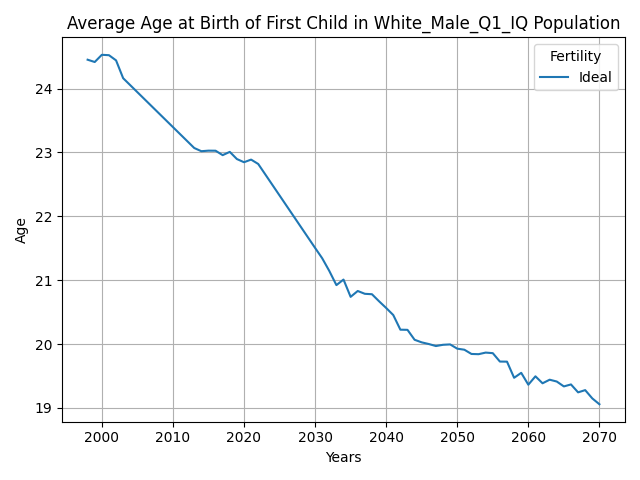 Average Age at Birth of First Child in White_Male_Q1_IQ Population
Fertility
Ideal
Age
24
23
22
21
20
19
2000 2010 2020 2030 2040 2050 2060 2070
Years